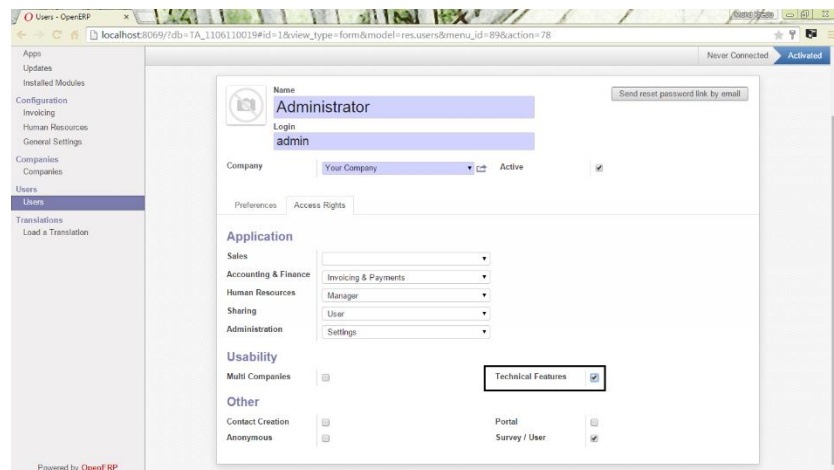 Users - OpenERP
localhost:8069/?db=TA_1106110019#id=1&view_type=form&model=res.users&menu_id=89&action=78
Apps
Updates
Installed Modules
Configuration
Invoicing
Human Resources
General Settings
Companies
Companies
Users
Users
Translations
Load a Translation
Powered by OpenERP
Never Connected Activated
Send reset password link by email
Name
Administrator
Login
admin
Company Your Company Active
Preferences Access Rights
Application
Sales
Accounting & Finance Invoicing & Payments
Human Resources Manager
Sharing User
Administration Settings
Usability
Multi Companies Technical Features
Other
Contact Creation Portal
Anonymous Survey / User